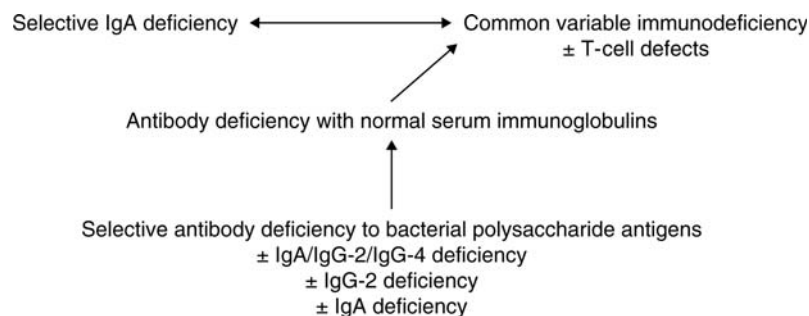 Selective IgA deficiency
Common variable immunodeficiency
± T-cell defects
Antibody deficiency with normal serum immunoglobulins
Selective antibody deficiency to bacterial polysaccharide antigens
± IgA/IgG-2/IgG-4 deficiency
± IgG-2 deficiency
± IgA deficiency